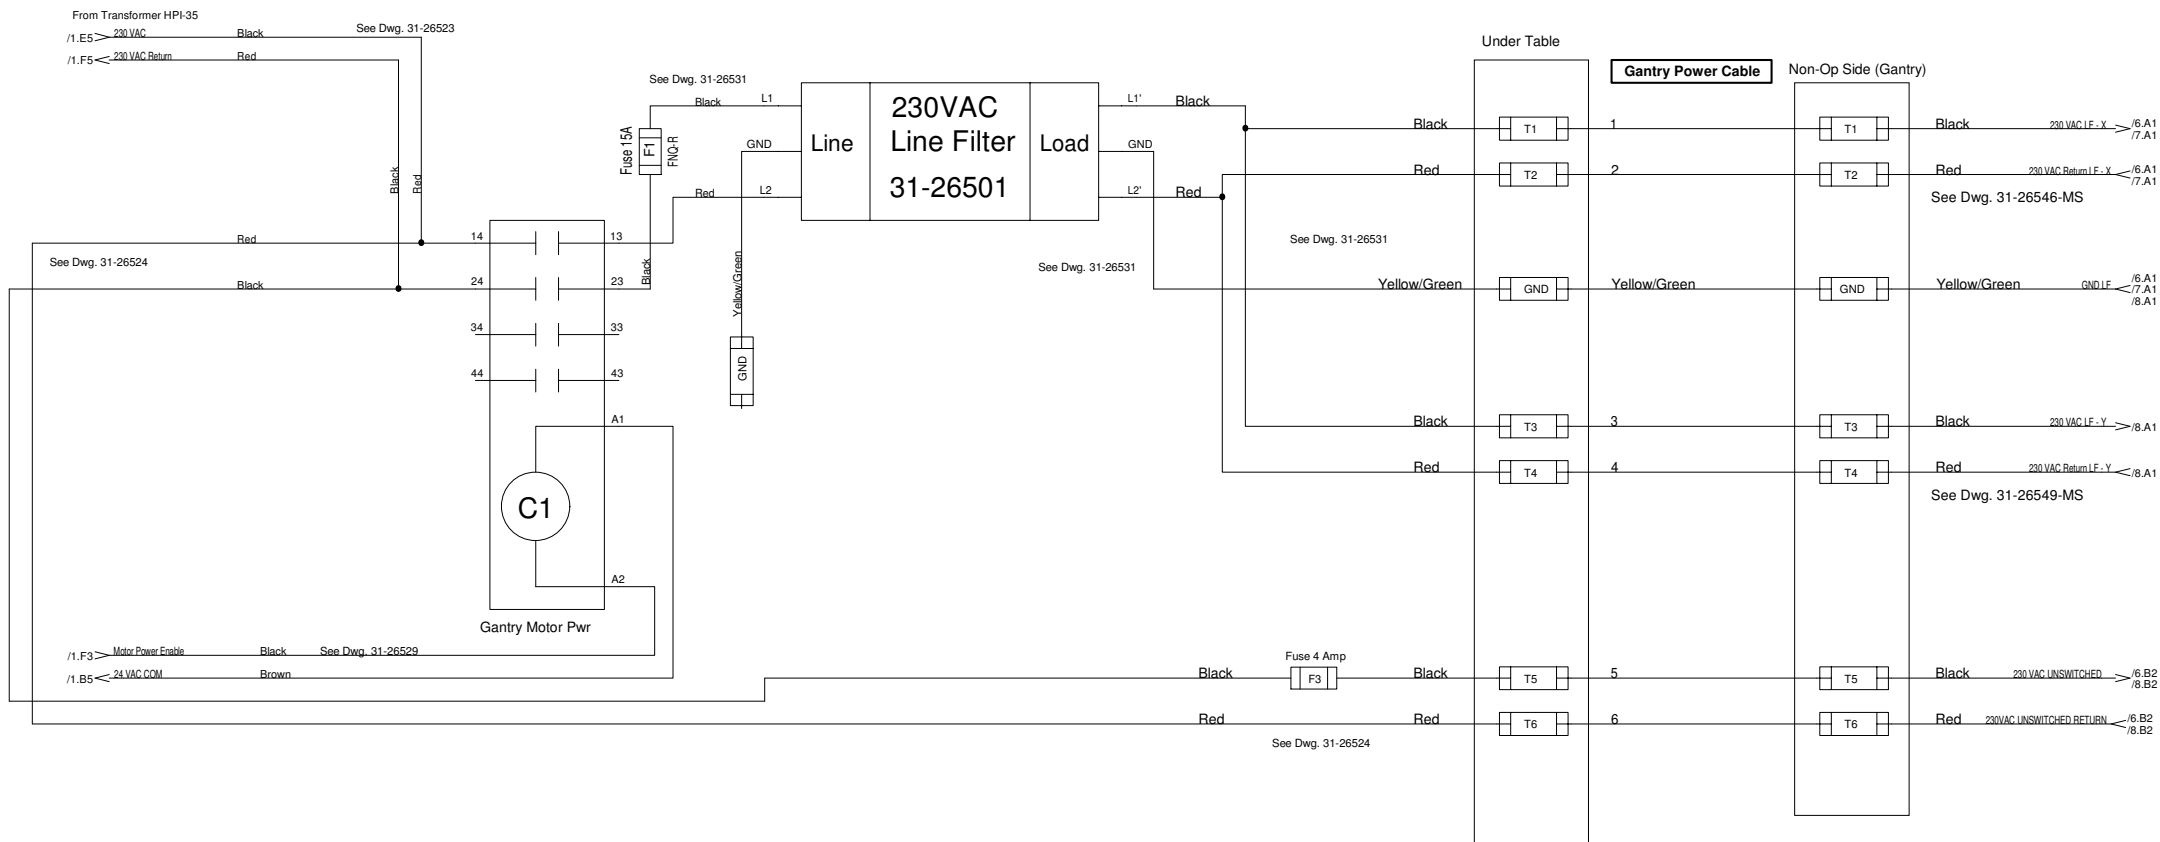 From Transformer HPI-35
/1.E5 230 VAC Black See Dwg. 31-26523
/1.F5 230 VAC Return Red
Black
Red
Red
See Dwg. 31-26524
Black
14 13
24 23
34 33
44 43
A1
C1
A2
Gantry Motor Pwr
/1.F3 Motor Power Enable Black See Dwg. 31-26529
/1.B5 24 VAC COM Brown
See Dwg. 31-26531
Black L1
Fuse 15A
F1
FNQ-R
Black
GND
Red L2
Yellow/Green
GND
Line
230VAC
Line Filter
31-26501
Load
L1' Black
GND
L2' Red
See Dwg. 31-26531
See Dwg. 31-26531
Under Table
Gantry Power Cable
Non-Op Side (Gantry)
Black T1 1 T1 Black 230 VAC LF - X /6.A1
/7.A1
Red T2 2 T2 Red 230 VAC Return LF - X /6.A1
/7.A1
See Dwg. 31-26546-MS
Yellow/Green GND Yellow/Green GND Yellow/Green GND LF /6.A1
/7.A1
/8.A1
Black T3 3 T3 Black 230 VAC LF - Y /8.A1
Red T4 4 T4 Red 230 VAC Return LF - Y /8.A1
See Dwg. 31-26549-MS
Fuse 4 Amp
Black F3 Black T5 5 T5 Black 230 VAC UNSWITCHED /6.B2
/8.B2
Red Red T6 6 T6 Red 230VAC UNSWITCHED RETURN /6.B2
/8.B2
See Dwg. 31-26524